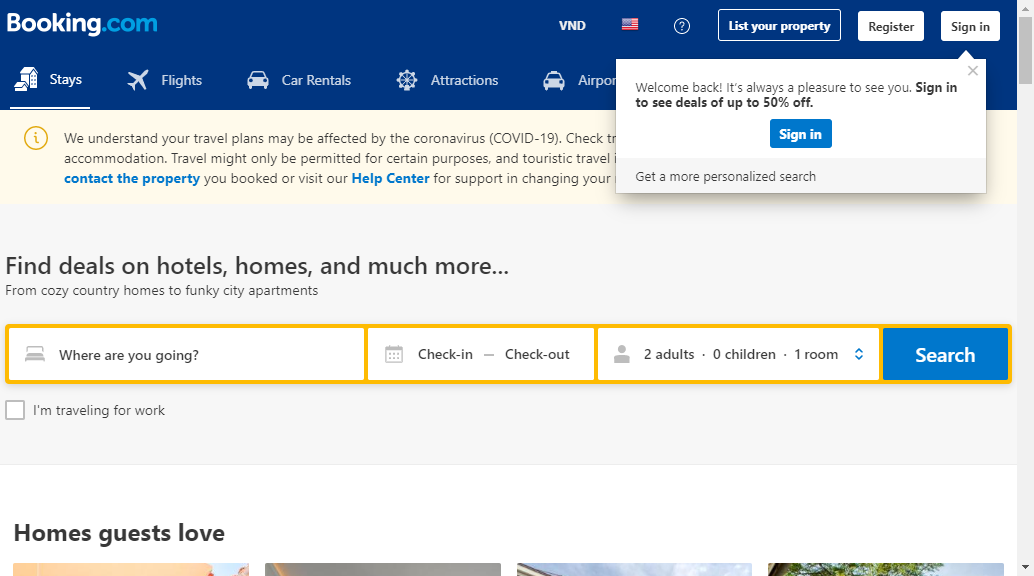 Booking.com
VND
List your property
Register
Sign in
Stays
Flights
Car Rentals
Attractions
Welcome back! It's always a pleasure to see you. Sign in
to see deals of up to 50% off.
Sign in
Get a more personalized search
We understand your travel plans may be affected by the coronavirus (COVID-19). Check
accommodation. Travel might only be permitted for certain purposes, and touristic travel
contact the property you booked or visit our Help Center for support in changing your
Find deals on hotels, homes, and much more...
From cozy country homes to funky city apartments
Where are you going?
Check-in — Check-out
2 adults · 0 children · 1 room
Search
I'm traveling for work
Homes guests love